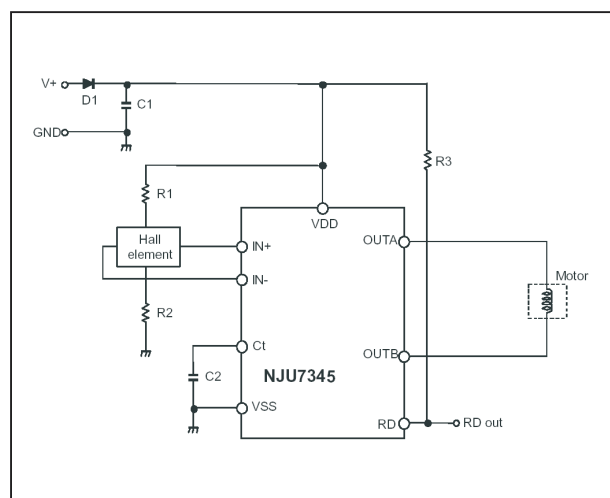 V+
D1
C1
GND
R1
R3
VDD
Hall
element
IN+
OUTA
IN-
Motor
R2
Ct
OUTB
C2
NJU7345
VSS
RD
RD out